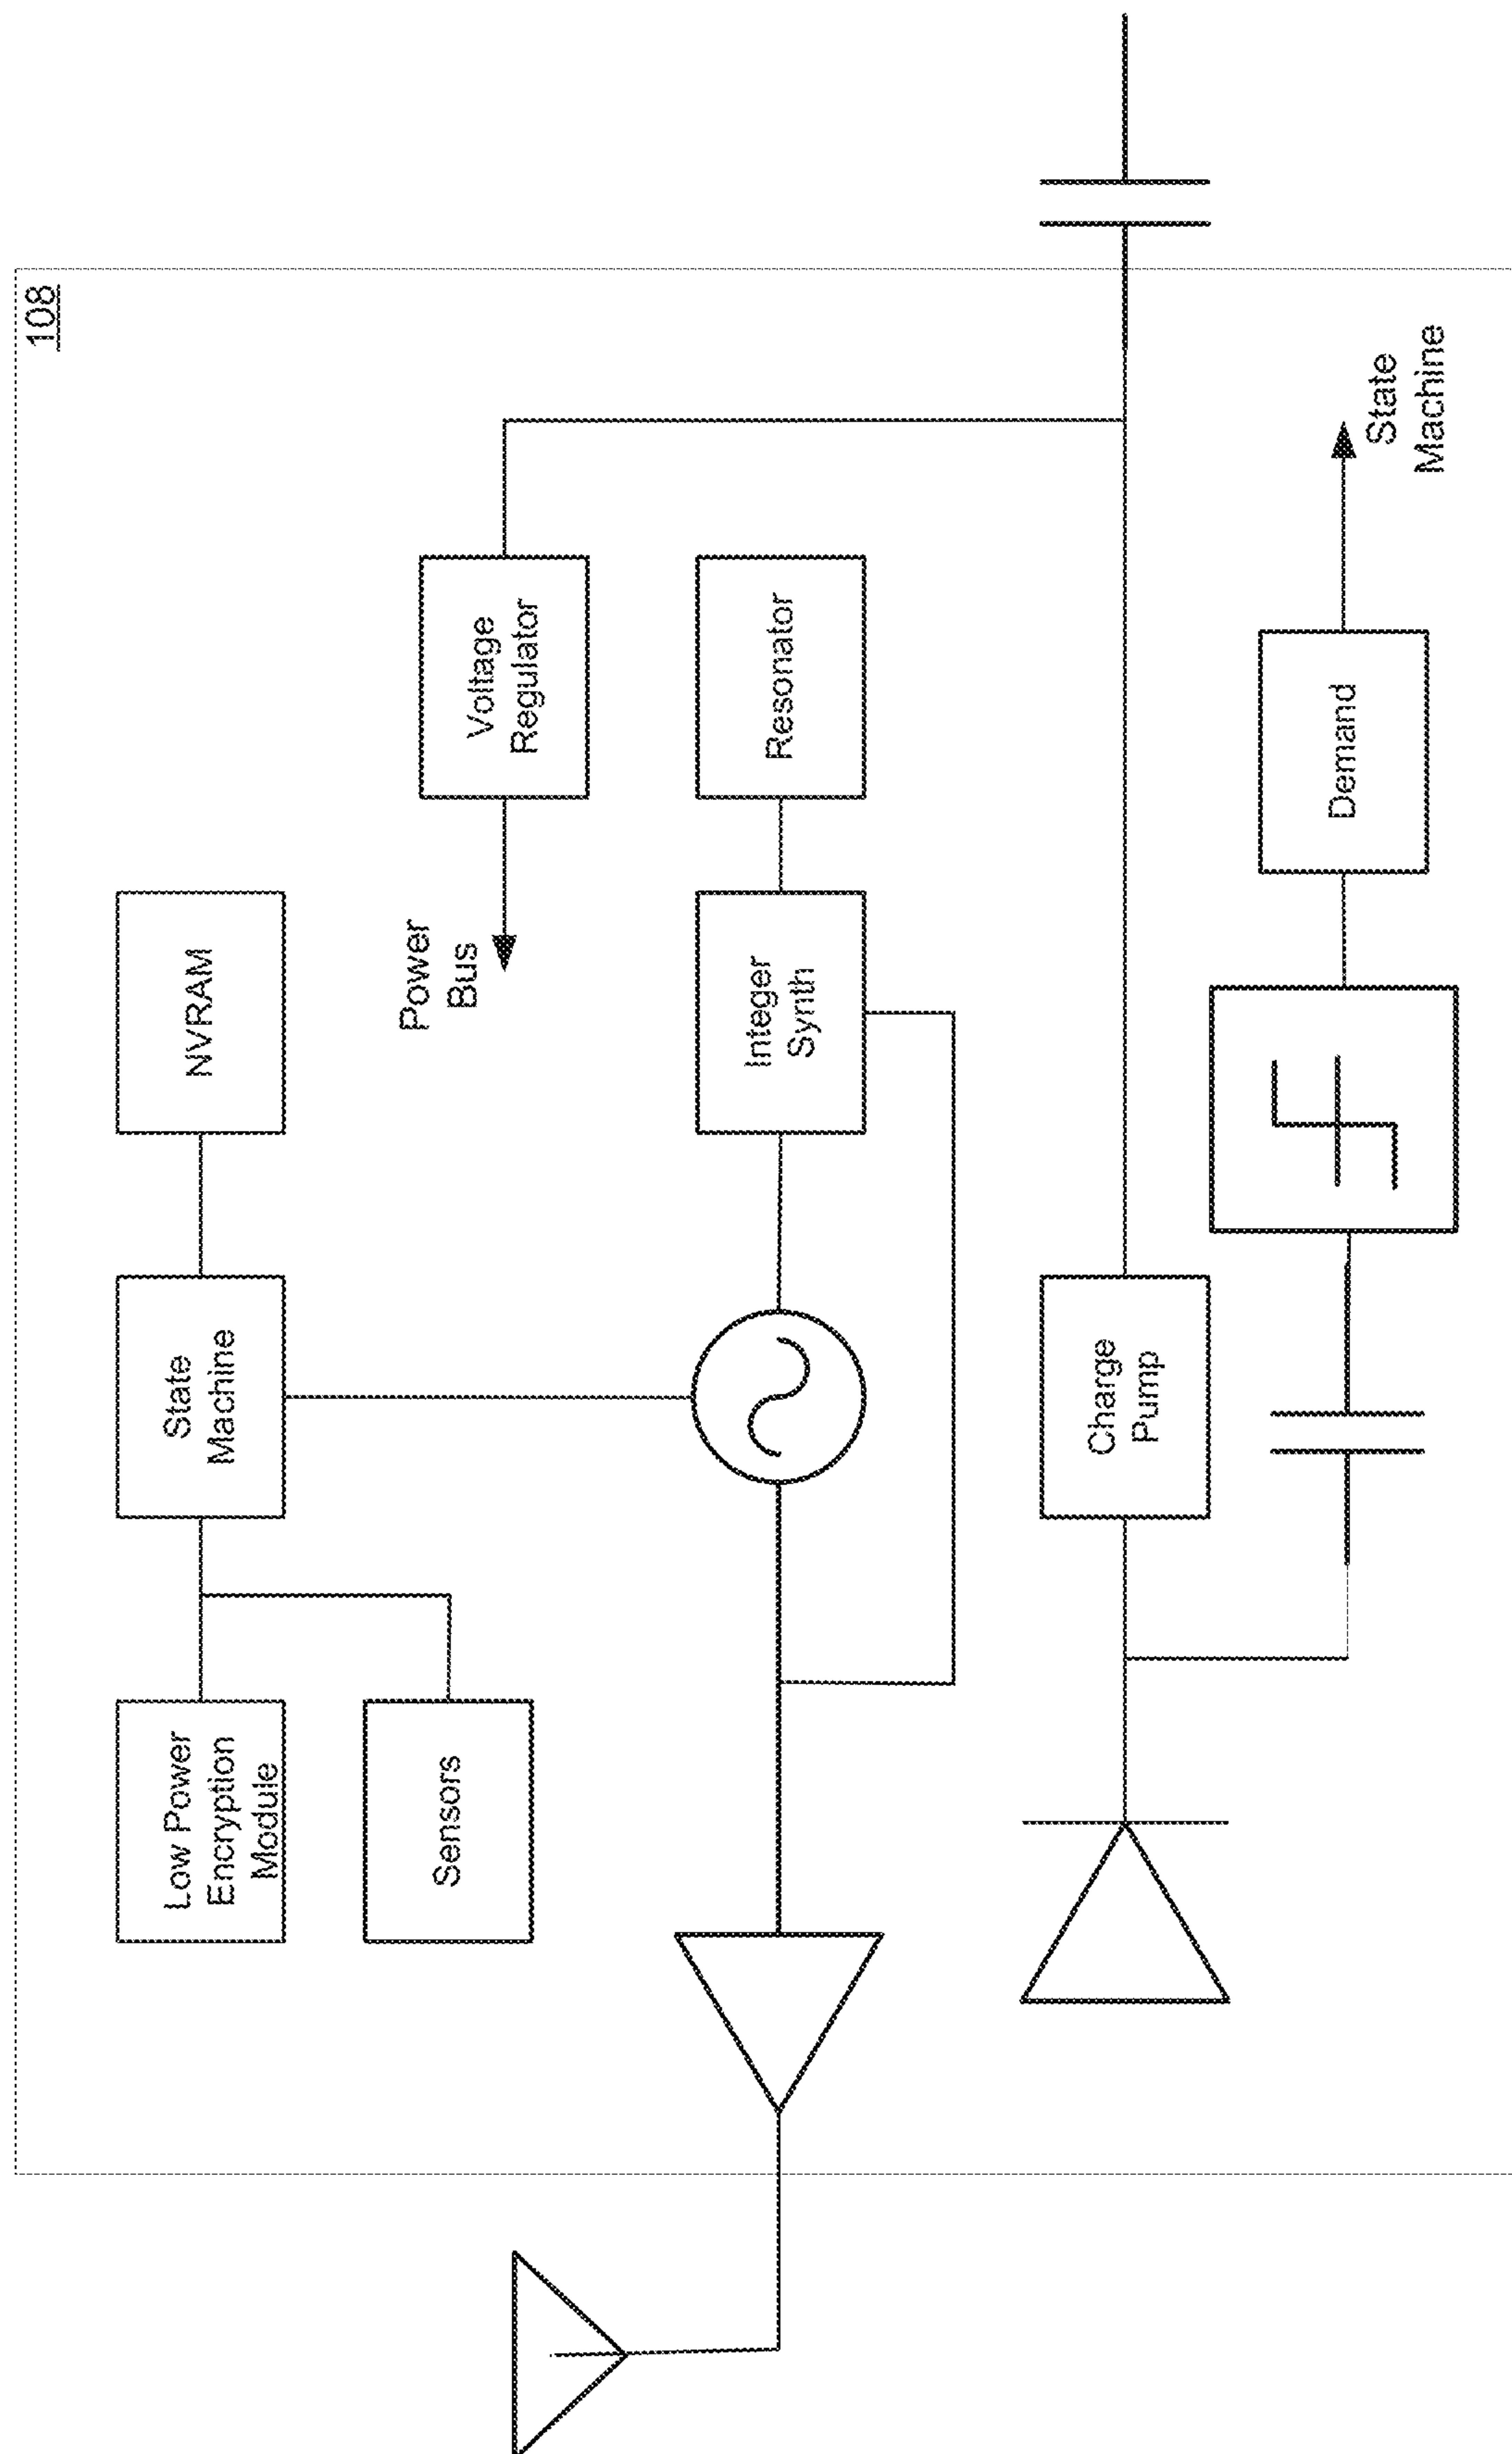 108
Low Power
Encryption
Module
State
Machine
NVRAM
Sensors
Power
Bus
Voltage
Regulator
Integer
Synth
Resonator
Charge
Pump
Demand
State
Machine